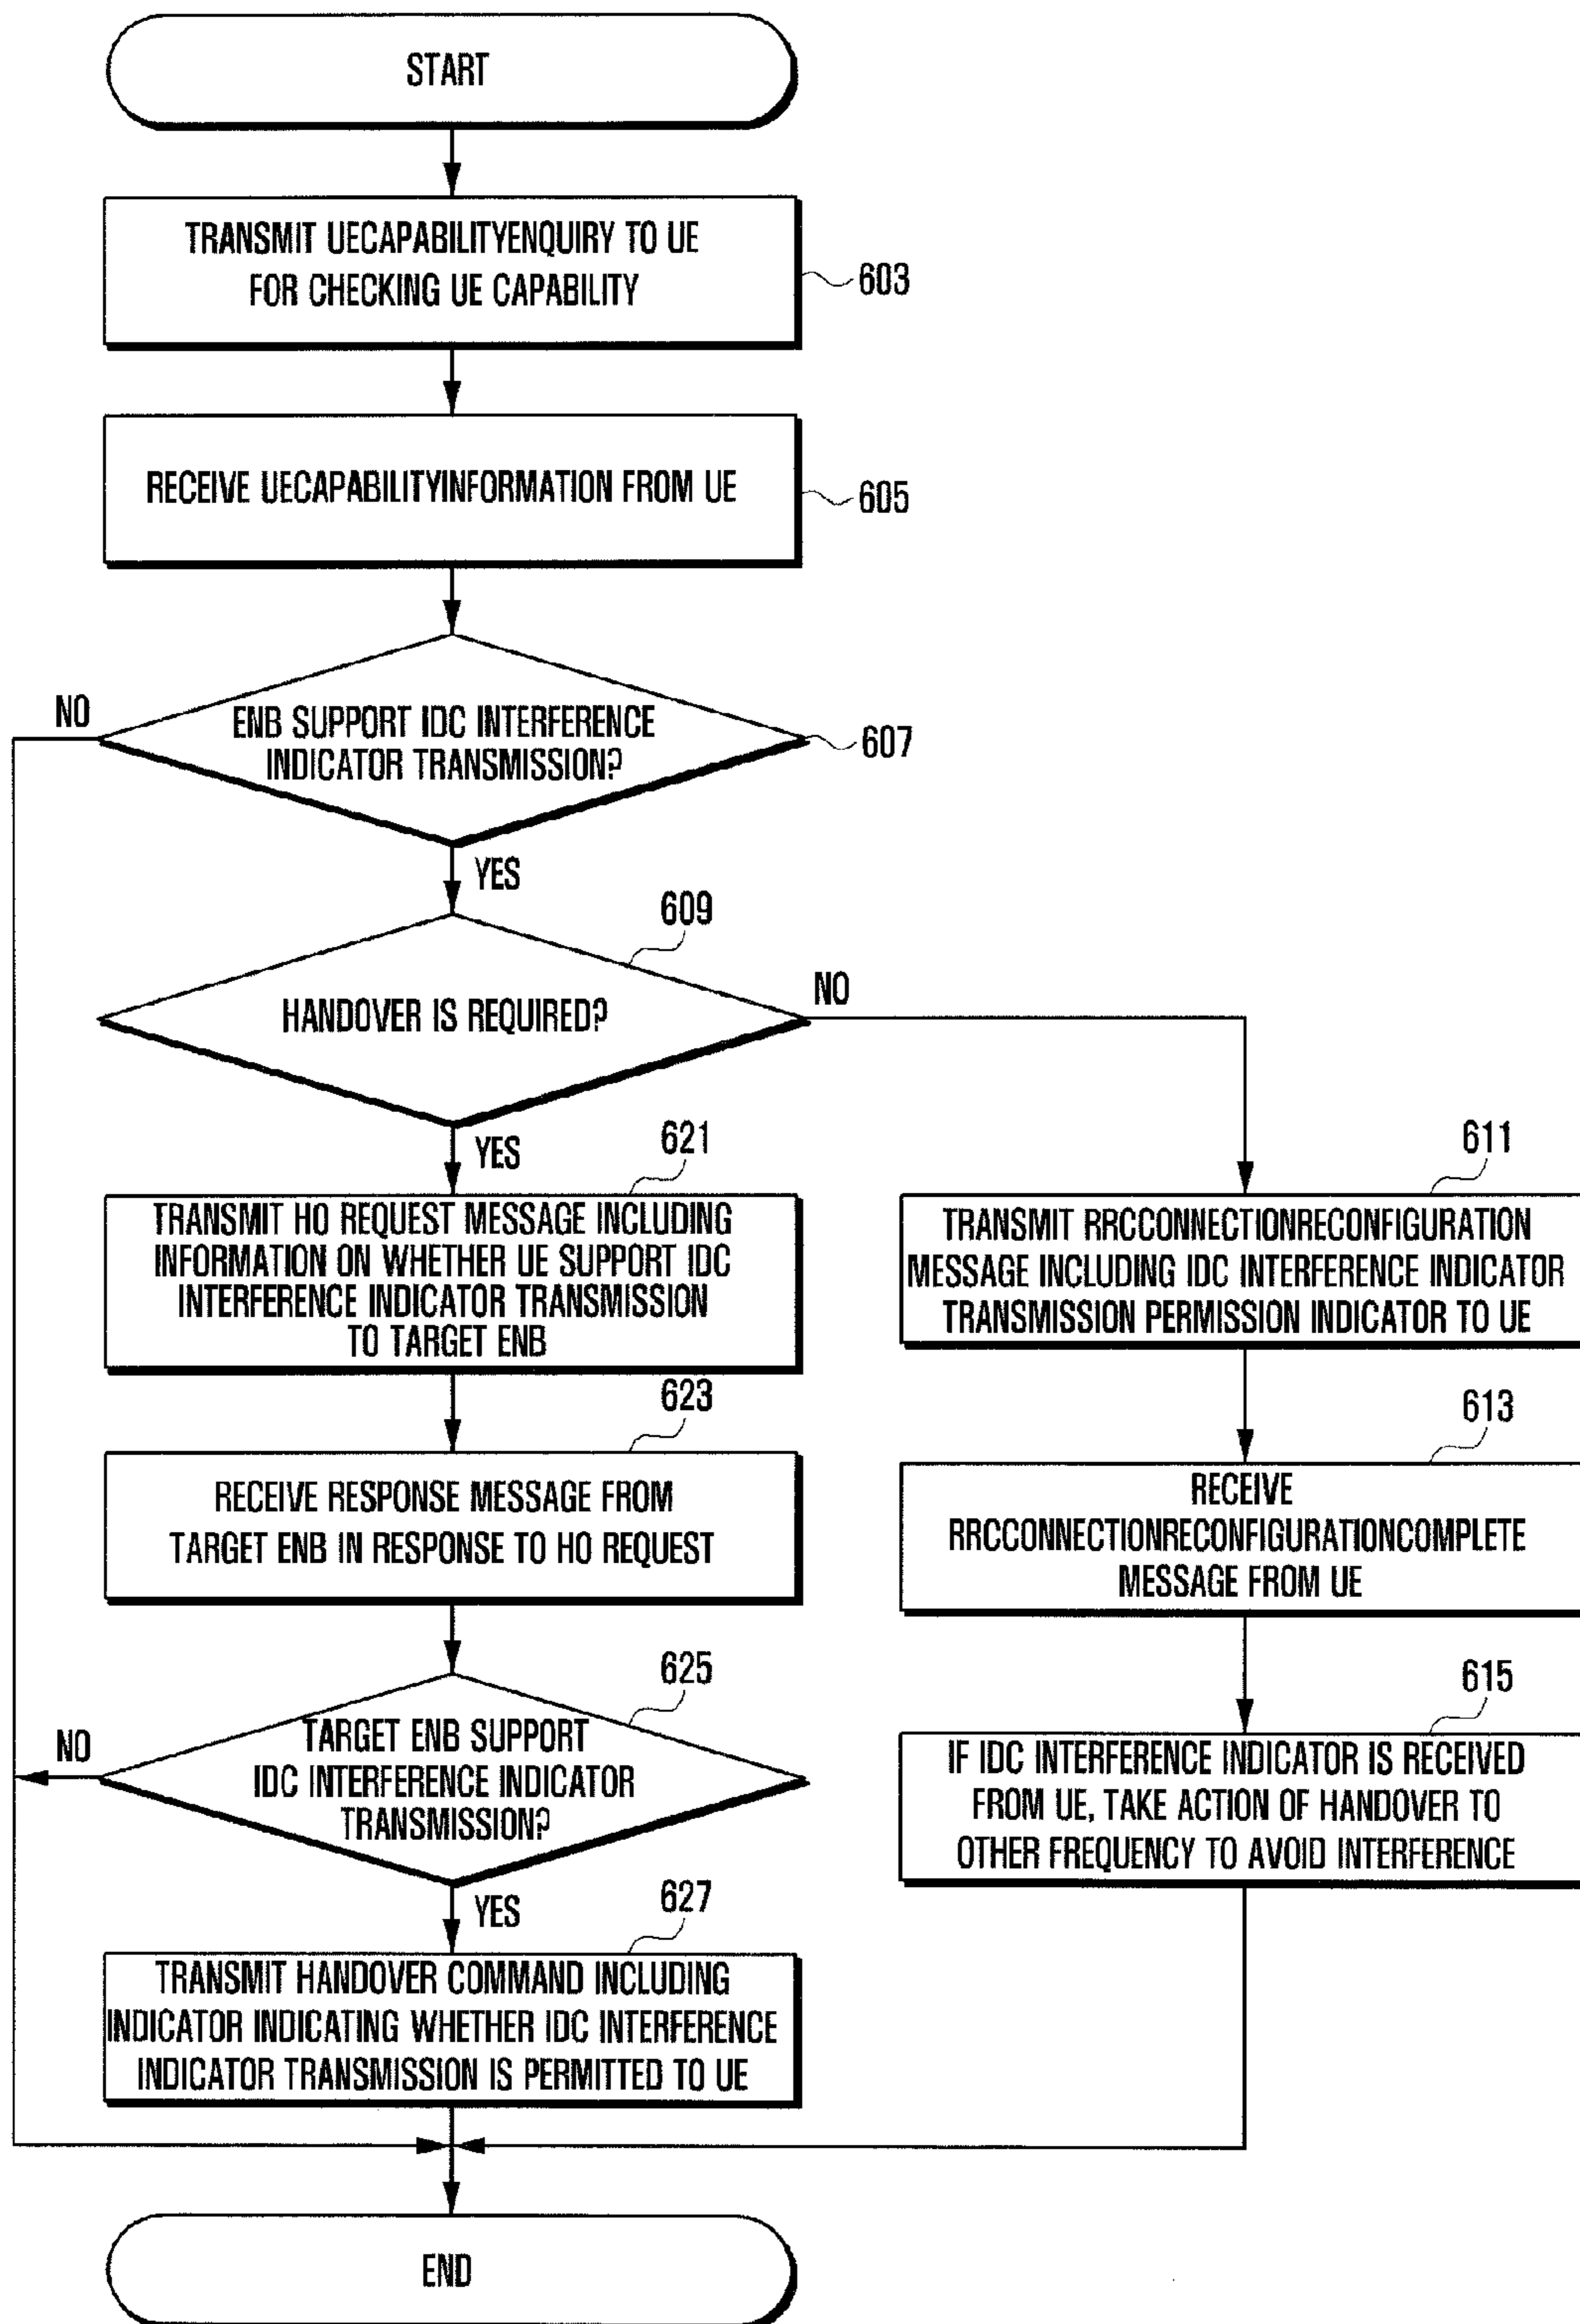 START
TRANSMIT UECAPABILITYENQUIRY TO UE
FOR CHECKING UE CAPABILITY
603
RECEIVE UECAPABILITYINFORMATION FROM UE
605
NO
ENB SUPPORT IDC INTERFERENCE
INDICATOR TRANSMISSION?
607
YES
609
HANDOVER IS REQUIRED?
NO
YES
621
TRANSMIT HO REQUEST MESSAGE INCLUDING
INFORMATION ON WHETHER UE SUPPORT IDC
INTERFERENCE INDICATOR TRANSMISSION
TO TARGET ENB
611
TRANSMIT RRCCONNECTIONRECONFIGURATION
MESSAGE INCLUDING IDC INTERFERENCE INDICATOR
TRANSMISSION PERMISSION INDICATOR TO UE
623
RECEIVE RESPONSE MESSAGE FROM
TARGET ENB IN RESPONSE TO HO REQUEST
613
RECEIVE
RRCCONNECTIONRECONFIGURATIONCOMPLETE
MESSAGE FROM UE
625
NO
TARGET ENB SUPPORT
IDC INTERFERENCE INDICATOR
TRANSMISSION?
615
IF IDC INTERFERENCE INDICATOR IS RECEIVED
FROM UE, TAKE ACTION OF HANDOVER TO
OTHER FREQUENCY TO AVOID INTERFERENCE
YES
627
TRANSMIT HANDOVER COMMAND INCLUDING
INDICATOR INDICATING WHETHER IDC INTERFERENCE
INDICATOR TRANSMISSION IS PERMITTED TO UE
END